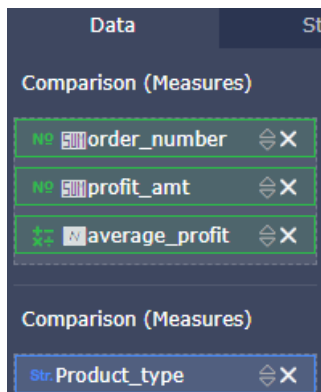 Data St
Comparison (Measures)
Nº SUM order_number
Nº SUM profit_amt
N average_profit
Comparison (Measures)
Str. Product_type